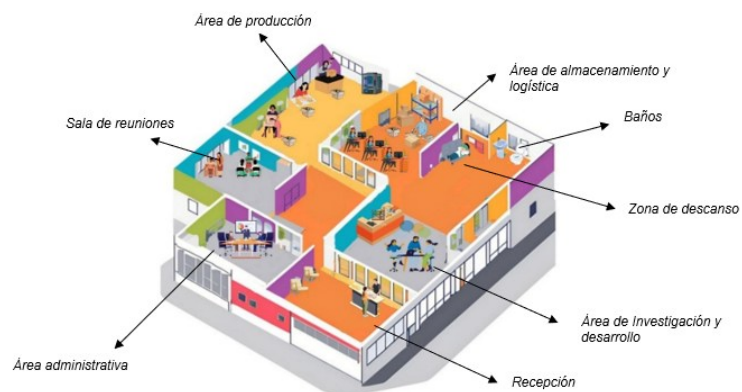 Área de producción
Área de almacenamiento y
logística
Baños
Sala de reuniones
Zona de descanso
Área de Investigación y
desarrollo
Área administrativa
Recepción